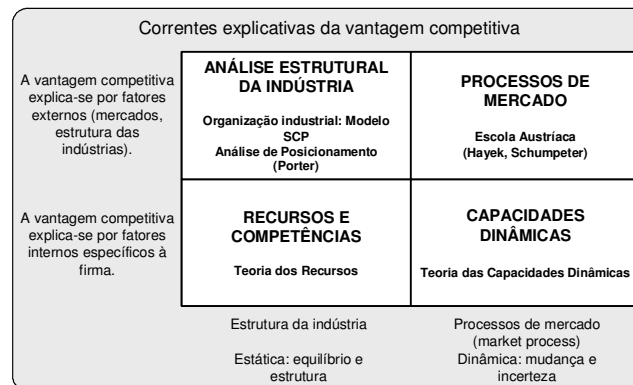 Correntes explicativas da vantagem competitiva
A vantagem competitiva
explica-se por fatores
externos (mercados,
estrutura das
indústrias).
ANÁLISE ESTRUTURAL
DA INDÚSTRIA
Organização industrial: Modelo
SCP
Análise de Posicionamento
(Porter)
PROCESSOS DE
MERCADO
Escola Austríaca
(Hayek, Schumpeter)
A vantagem competitiva
explica-se por fatores
internos específicos à
firma.
RECURSOS E
COMPETÊNCIAS
Teoria dos Recursos
CAPACIDADES
DINÂMICAS
Teoria das Capacidades Dinâmicas
Estrutura da indústria
Estática: equilíbrio e
estrutura
Processos de mercado
(market process)
Dinâmica: mudança e
incerteza